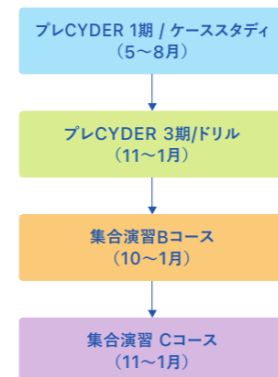 プレCYDER 1期 / ケーススタディ
（5～8月）
プレCYDER 3期/ドリル
（11～1月）
集合演習Bコース
（10～1月）
集合演習 Cコース
（11～1月）